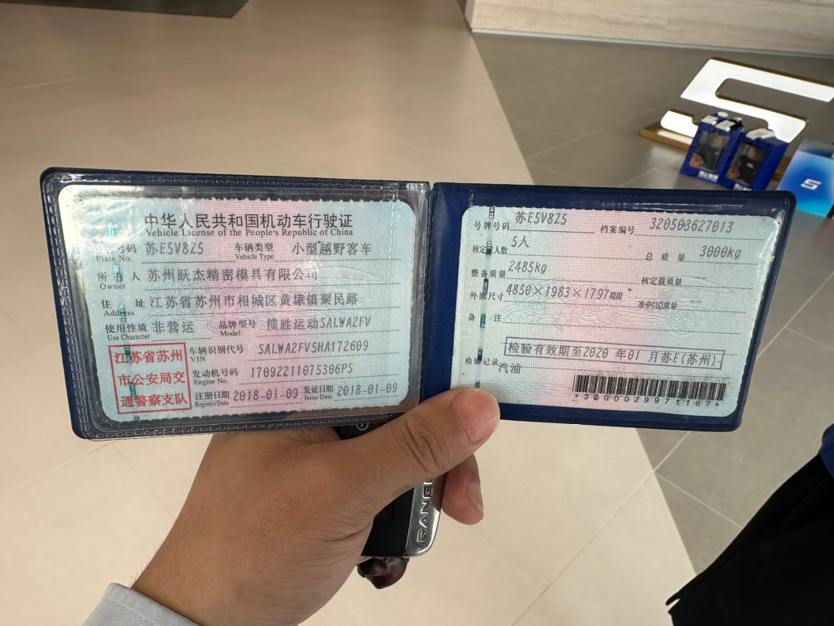 中华人民共和国机动车行驶证
Vehicle License of the People's Republic of China
号码 苏E5V8Z5 车辆类型 小型越野客车
Plate No. Vehicle Type
所有人 苏州跃杰精密模具有限公司
Owner
住址 江苏省苏州市相城区黄埭镇聚民路
Address
使用性质 非营运 品牌型号 揽胜运动SALWA2FV
Use Character Model
车辆识别代号 SALWA2FV5HA172609
VIN
发动机号码 17092211075306PS
Engine No.
注册日期 2018-01-09 发证日期 2018-01-09
Register Date Issue Date
江苏省苏州
市公安局交
通警察支队
号牌号码 苏E5V8Z5 档案编号 320503627013
核定载人数 5人 总质量 3000kg
整备质量 2485kg 核定载质量
外廓尺寸 4850×1983×1797 准牵引总质量
备注
检验有效期至2020年01月苏E(苏州)
检验记录
汽油
RANGE
S